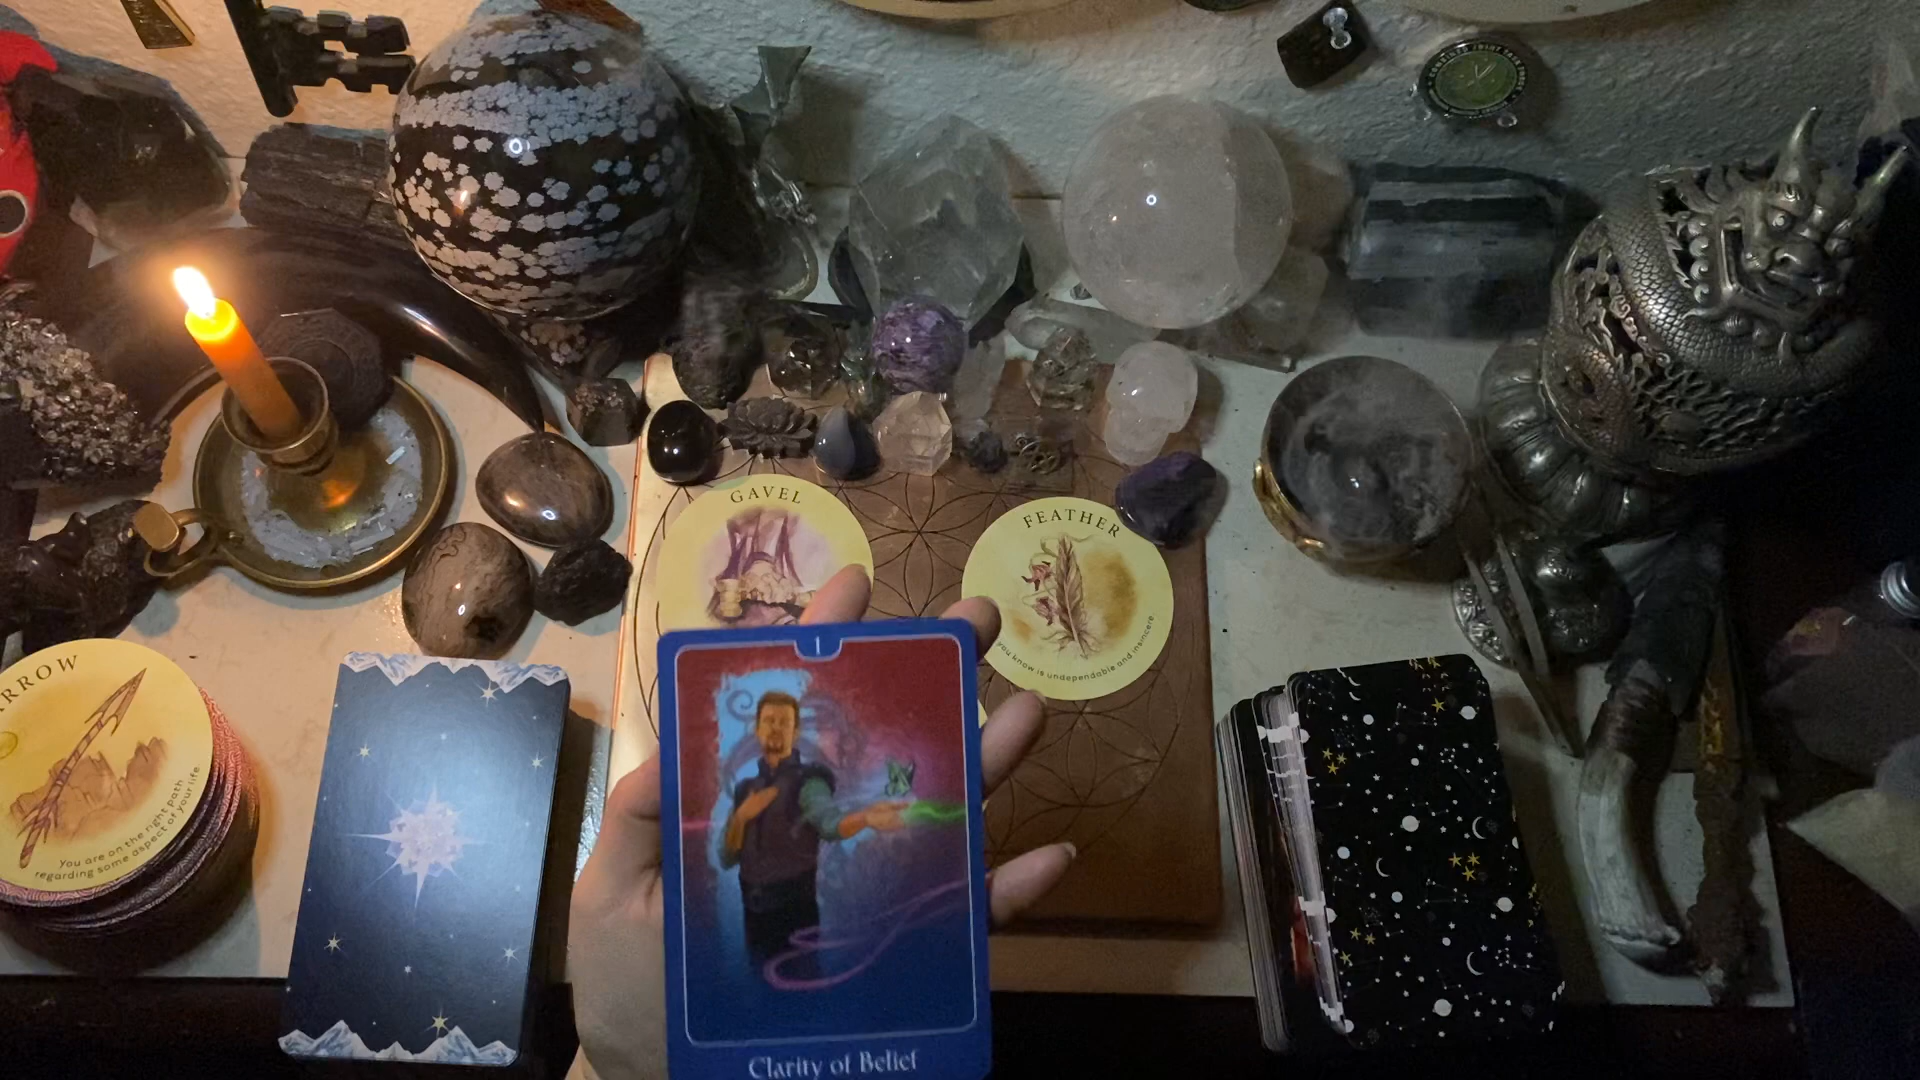 GAVEL
FEATHER
you know is undependable and insincere
RROW
You are on the right path
regarding some aspect of your life
1
Clarity of Belief